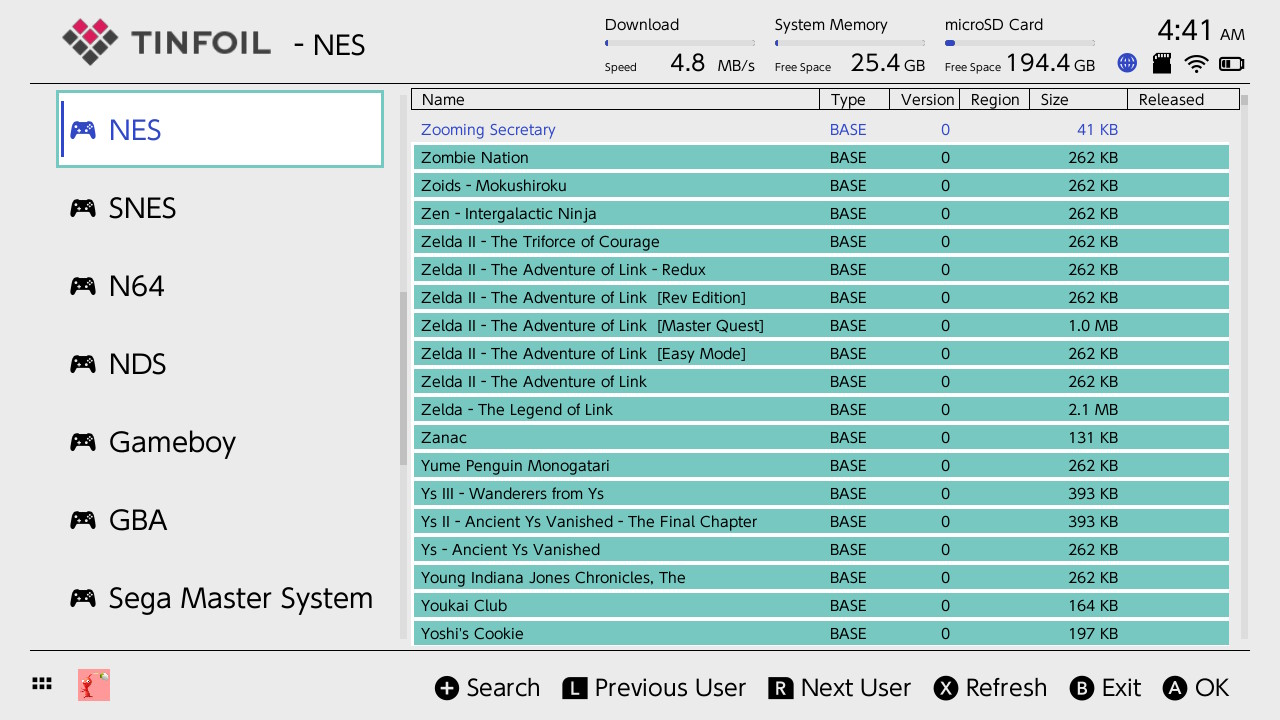 TINFOIL - NES
Download
Speed 4.8 MB/s
System Memory
Free Space 25.4 GB
microSD Card
Free Space 194.4 GB
4:41 AM
NES
SNES
N64
NDS
Gameboy
GBA
Sega Master System
Name Type Version Region Size Released
Zooming Secretary BASE 0 41 KB
Zombie Nation BASE 0 262 KB
Zoids - Mokushiroku BASE 0 262 KB
Zen - Intergalactic Ninja BASE 0 262 KB
Zelda II - The Triforce of Courage BASE 0 262 KB
Zelda II - The Adventure of Link - Redux BASE 0 262 KB
Zelda II - The Adventure of Link [Rev Edition] BASE 0 262 KB
Zelda II - The Adventure of Link [Master Quest] BASE 0 1.0 MB
Zelda II - The Adventure of Link [Easy Mode] BASE 0 262 KB
Zelda II - The Adventure of Link BASE 0 262 KB
Zelda - The Legend of Link BASE 0 2.1 MB
Zanac BASE 0 131 KB
Yume Penguin Monogatari BASE 0 262 KB
Ys III - Wanderers from Ys BASE 0 393 KB
Ys II - Ancient Ys Vanished - The Final Chapter BASE 0 393 KB
Ys - Ancient Ys Vanished BASE 0 262 KB
Young Indiana Jones Chronicles, The BASE 0 262 KB
Youkai Club BASE 0 164 KB
Yoshi's Cookie BASE 0 197 KB
+ Search L Previous User R Next User X Refresh B Exit A OK